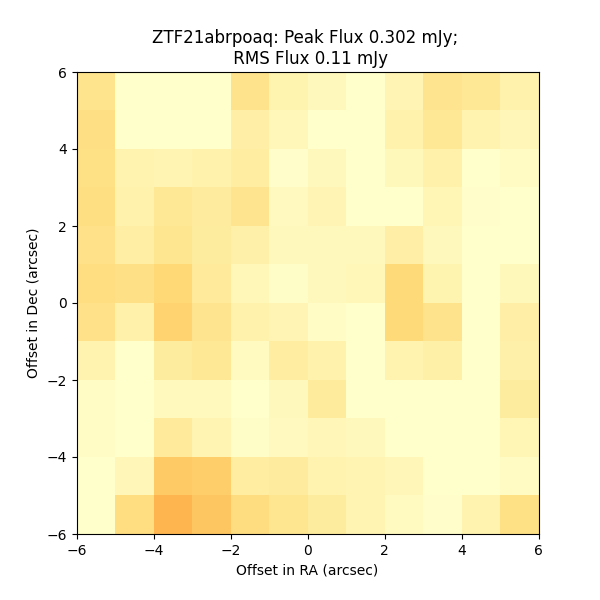 ZTF21abrpoaq: Peak Flux 0.302 mJy;
RMS Flux 0.11 mJy
6
4
2
0
−2
−4
−6
Offset in Dec (arcsec)
−6 −4 −2 0 2 4 6
Offset in RA (arcsec)